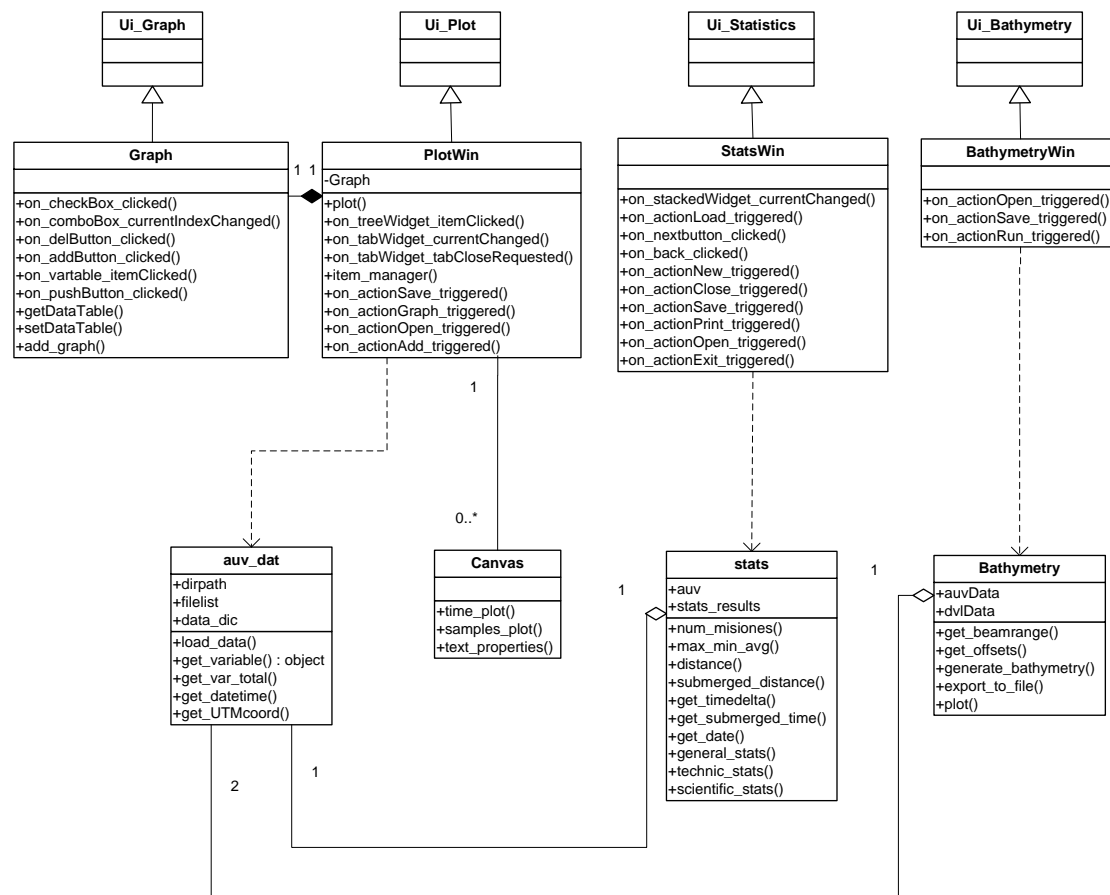 Ui_Graph
Ui_Plot
Ui_Statistics
Ui_Bathymetry
Graph
+on_checkBox_clicked()
+on_comboBox_currentIndexChanged()
+on_delButton_clicked()
+on_addButton_clicked()
+on_vartable_itemClicked()
+on_pushButton_clicked()
+getDataTable()
+setDataTable()
+add_graph()
1 1
PlotWin
-Graph
+plot()
+on_treeWidget_itemClicked()
+on_tabWidget_currentChanged()
+on_tabWidget_tabCloseRequested()
+item_manager()
+on_actionSave_triggered()
+on_actionGraph_triggered()
+on_actionOpen_triggered()
+on_actionAdd_triggered()
StatsWin
+on_stackedWidget_currentChanged()
+on_actionLoad_triggered()
+on_nextbutton_clicked()
+on_back_clicked()
+on_actionNew_triggered()
+on_actionClose_triggered()
+on_actionSave_triggered()
+on_actionPrint_triggered()
+on_actionOpen_triggered()
+on_actionExit_triggered()
BathymetryWin
+on_actionOpen_triggered()
+on_actionSave_triggered()
+on_actionRun_triggered()
1
0..*
auv_dat
+dirpath
+filelist
+data_dic
+load_data()
+get_variable() : object
+get_var_total()
+get_datetime()
+get_UTMcoord()
Canvas
+time_plot()
+samples_plot()
+text_properties()
1
stats
+auv
+stats_results
+num_misiones()
+max_min_avg()
+distance()
+submerged_distance()
+get_timedelta()
+get_submerged_time()
+get_date()
+general_stats()
+technic_stats()
+scientific_stats()
1
Bathymetry
+auvData
+dvlData
+get_beamrange()
+get_offsets()
+generate_bathymetry()
+export_to_file()
+plot()
2
1